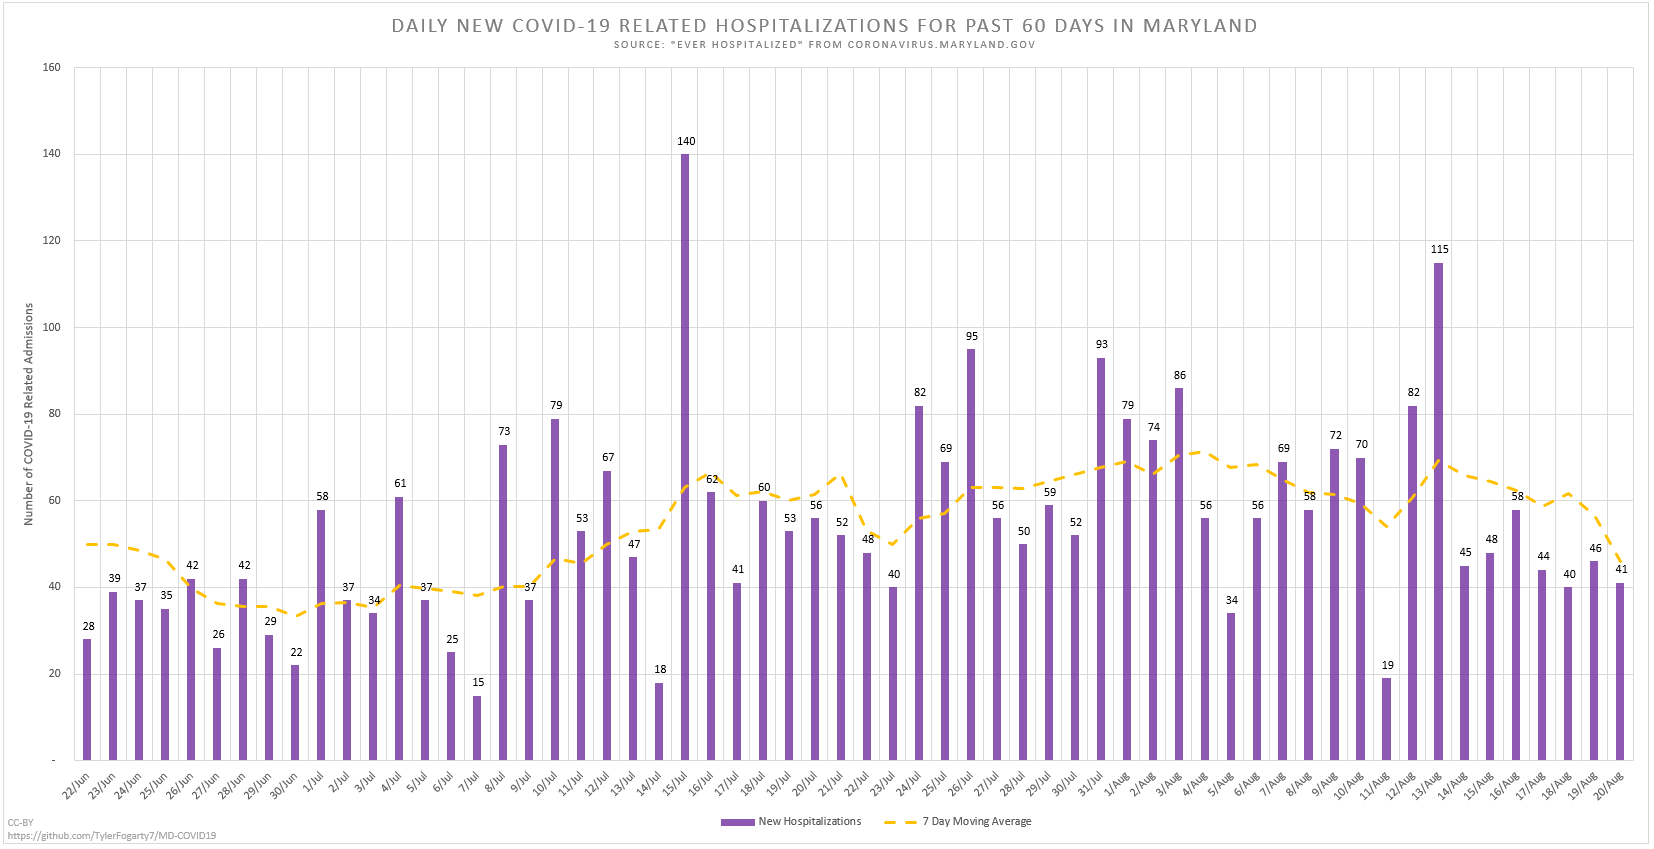 DAILY NEW COVID-19 RELATED HOSPITALIZATIONS FOR PAST 60 DAYS IN MARYLAND
SOURCE: "EVER HOSPITALIZED" FROM CORONAVIRUS.MARYLAND.GOV
Number of COVID-19 Related Admissions
160
140
120
100
80
60
40
20
-
28
39
37
35
42
26
42
29
22
58
37
34
61
37
25
15
73
37
79
53
67
47
18
140
62
41
60
53
56
52
48
40
82
69
95
56
50
59
52
93
79
74
86
56
34
56
69
58
72
70
19
82
115
45
48
58
44
40
46
41
22/Jun
23/Jun
24/Jun
25/Jun
26/Jun
27/Jun
28/Jun
29/Jun
30/Jun
1/Jul
2/Jul
3/Jul
4/Jul
5/Jul
6/Jul
7/Jul
8/Jul
9/Jul
10/Jul
11/Jul
12/Jul
13/Jul
14/Jul
15/Jul
16/Jul
17/Jul
18/Jul
19/Jul
20/Jul
21/Jul
22/Jul
23/Jul
24/Jul
25/Jul
26/Jul
27/Jul
28/Jul
29/Jul
30/Jul
31/Jul
1/Aug
2/Aug
3/Aug
4/Aug
5/Aug
6/Aug
7/Aug
8/Aug
9/Aug
10/Aug
11/Aug
12/Aug
13/Aug
14/Aug
15/Aug
16/Aug
17/Aug
18/Aug
19/Aug
20/Aug
New Hospitalizations
7 Day Moving Average
CC-BY
https://github.com/TylerFogarty7/MD-COVID19